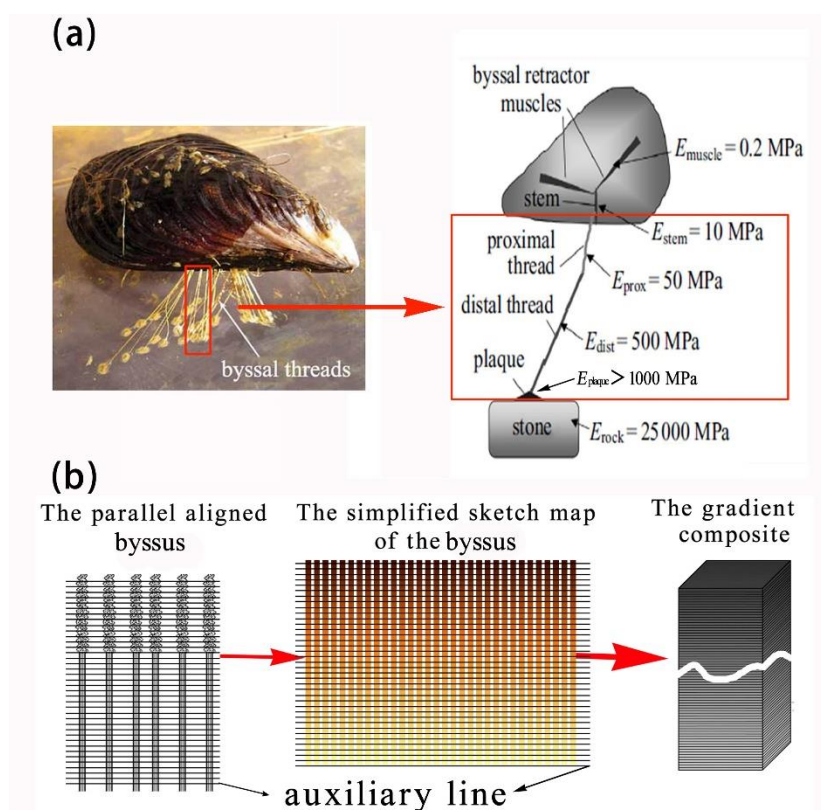 (a)
byssal retractor
muscles
E_muscle = 0.2 MPa
stem
E_stem = 10 MPa
proximal
thread
E_prox = 50 MPa
distal thread
E_dist = 500 MPa
plaque
E_plaque > 1000 MPa
stone
E_rock = 25 000 MPa
byssal threads
(b)
The parallel aligned
byssus
The simplified sketch map
of the byssus
The gradient
composite
auxiliary line